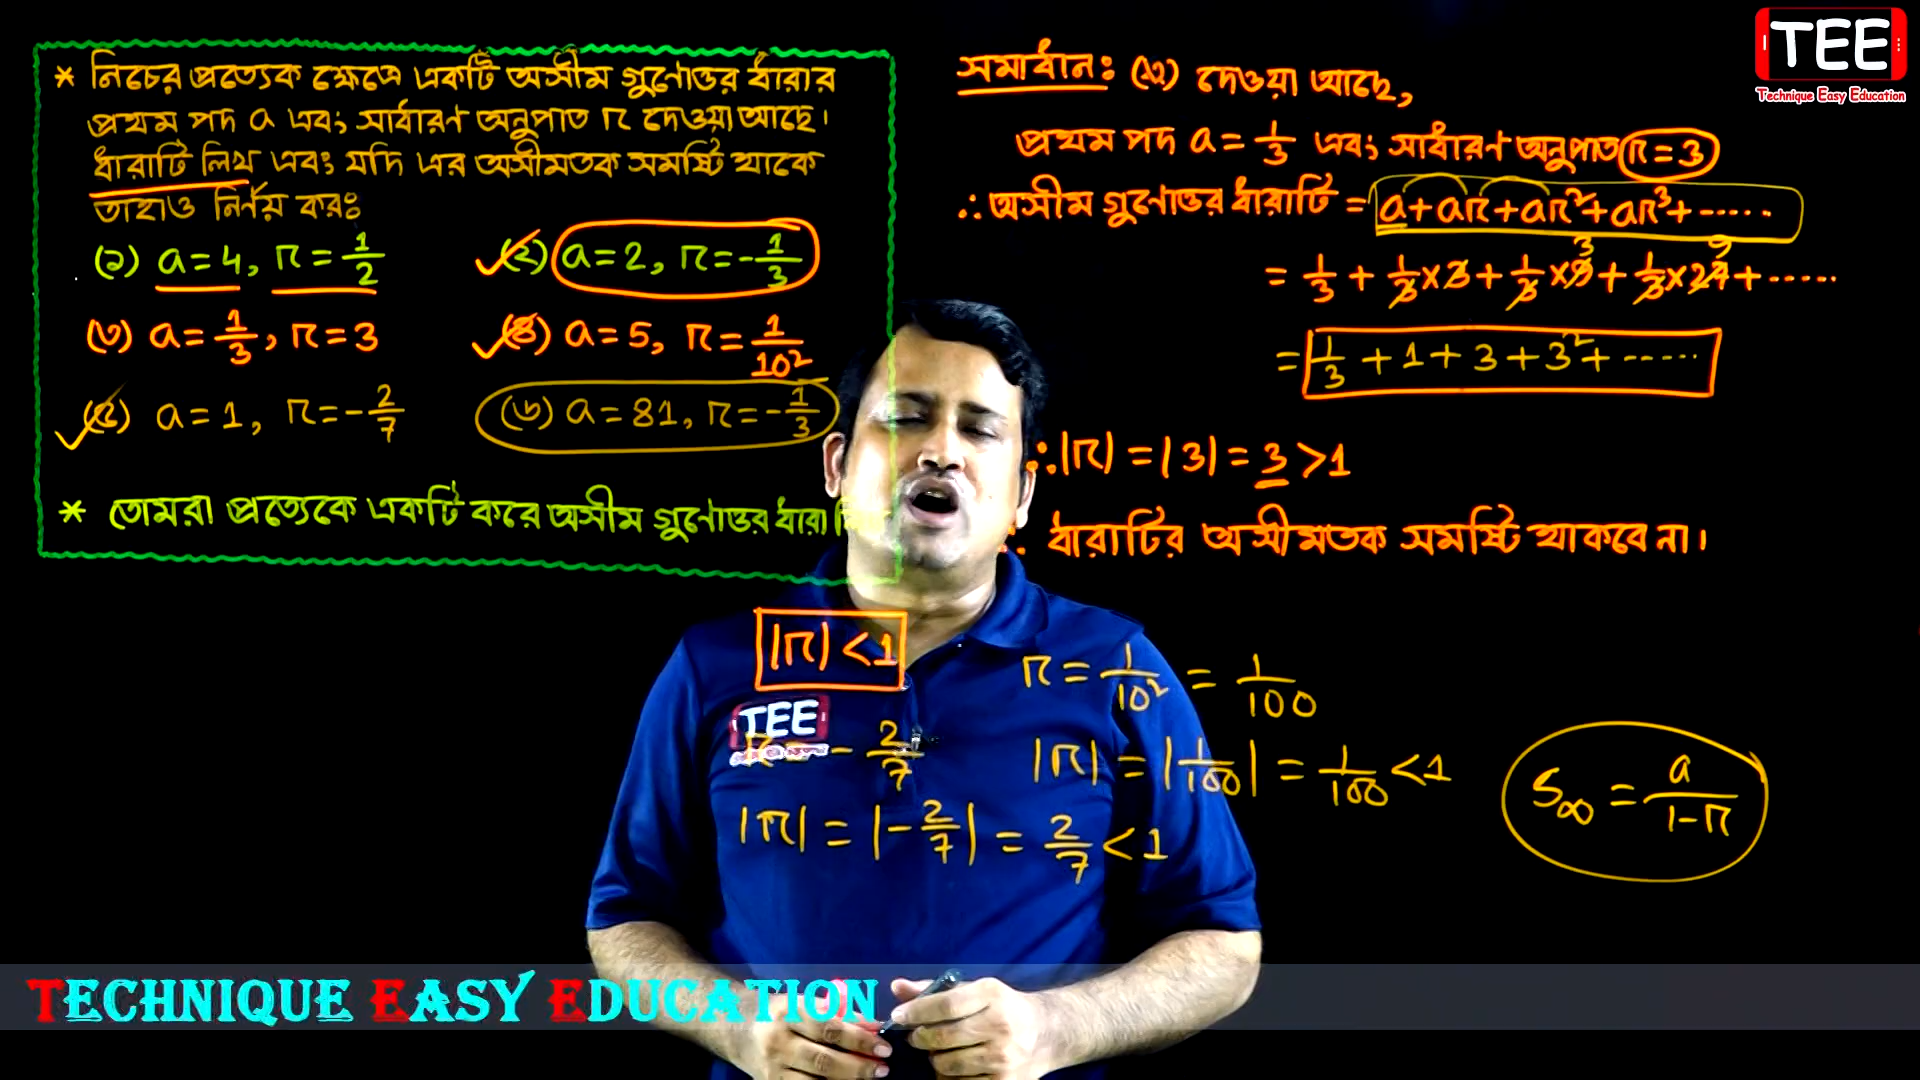 * নিচের প্রত্যেক ক্ষেত্রে একটি অসীম গুণোত্তর ধারার
প্রথম পদ a এবং সাধারণ অনুপাত r দেওয়া আছে।
ধারাটি লিখ এবং যদি এর অসীমতক সমষ্টি থাকে
তাহাও নির্ণয় কর:
(১) a = 4, r = 1/2
(২) a = 2, r = -1/3
(৩) a = 1/3, r = 3
(৪) a = 5, r = 1/10²
(৫) a = 1, r = -2/7
(৬) a = 81, r = -1/3
* তোমরা প্রত্যেকে একটি করে অসীম গুণোত্তর ধারা
সমাধান: (৩) দেওয়া আছে,
প্রথম পদ a = 1/3 এবং সাধারণ অনুপাত r = 3
∴ অসীম গুণোত্তর ধারাটি = a + ar + ar² + ar³ + ......
= 1/3 + 1/3 × 3 + 1/3 × 9 3 + 1/3 × 27 9 + ......
= 1/3 + 1 + 3 + 3² + ......
∴ |r| = |3| = 3 > 1
∴ ধারাটির অসীমতক সমষ্টি থাকবে না।
|r| < 1
r = 1/10² = 1/100
r = -2/7
|r| = |1/100| = 1/100 < 1
|r| = |-2/7| = 2/7 < 1
S∞ = a/1-r
TEE
Technique Easy Education
TEE
TECHNIQUE EASY EDUCATION